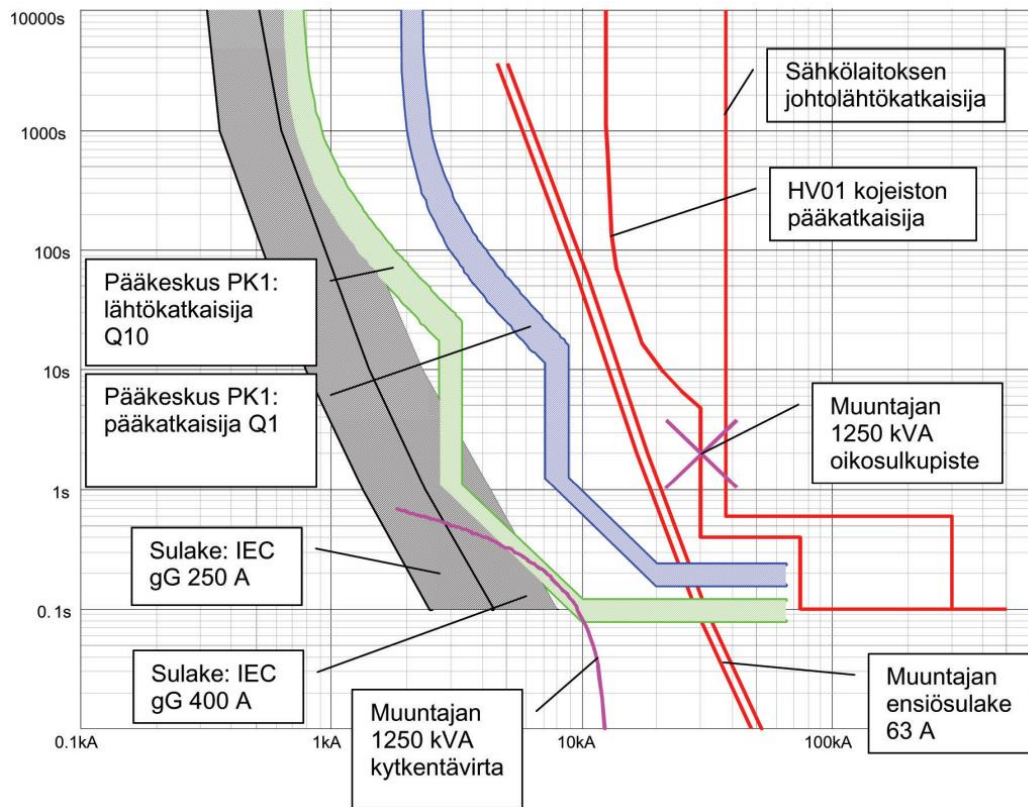 10000s
1000s
100s
10s
1s
0.1s
0.1kA
1kA
10kA
100kA
Sähkölaitoksen
johtolähtökatkaisija
HV01 kojeiston
pääkatkaisija
Pääkeskus PK1:
lähtökatkaisija
Q10
Pääkeskus PK1:
pääkatkaisija Q1
Muuntajan
1250 kVA
oikosulkupiste
Sulake: IEC
gG 250 A
Sulake: IEC
gG 400 A
Muuntajan
1250 kVA
kytkentävirta
Muuntajan
ensiösulake
63 A